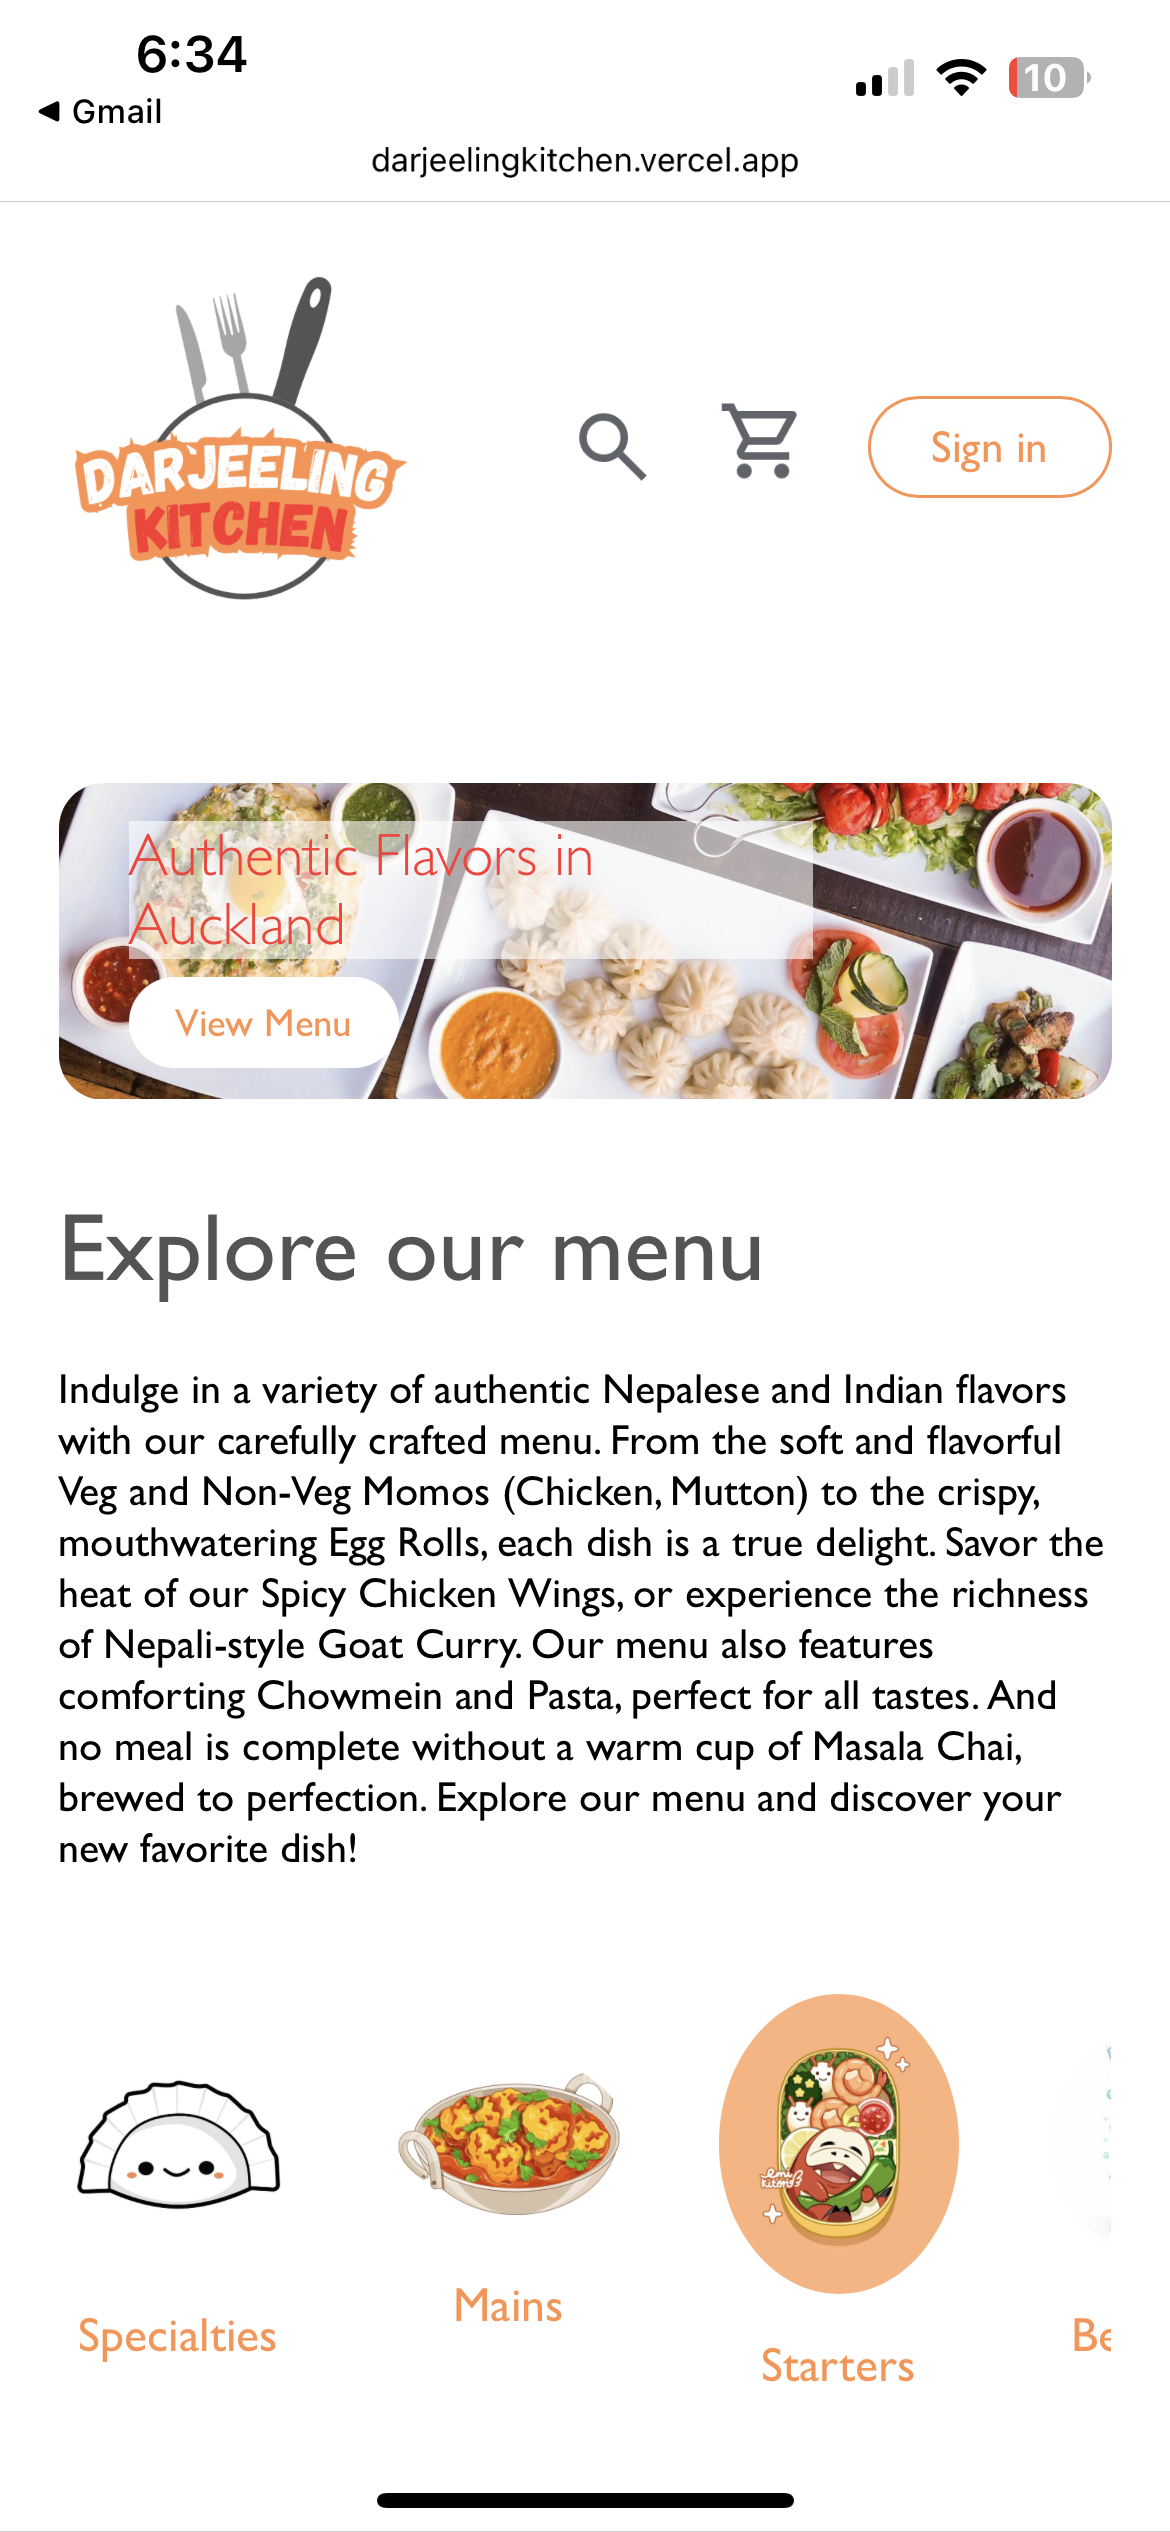 6:34
10
◀ Gmail
darjeelingkitchen.vercel.app
DARJEELING
KITCHEN
Sign in
Authentic Flavors in
Auckland
View Menu
Explore our menu
Indulge in a variety of authentic Nepalese and Indian flavors
with our carefully crafted menu. From the soft and flavorful
Veg and Non-Veg Momos (Chicken, Mutton) to the crispy,
mouthwatering Egg Rolls, each dish is a true delight. Savor the
heat of our Spicy Chicken Wings, or experience the richness
of Nepali-style Goat Curry. Our menu also features
comforting Chowmein and Pasta, perfect for all tastes. And
no meal is complete without a warm cup of Masala Chai,
brewed to perfection. Explore our menu and discover your
new favorite dish!
emi
kitori3
Specialties
Mains
Starters
Be